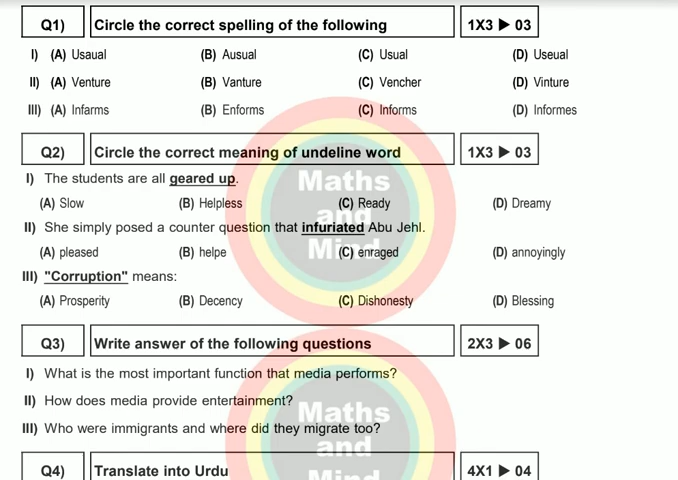 Q1) Circle the correct spelling of the following 1X3 ▶ 03
I) (A) Usaual (B) Ausual (C) Usual (D) Useual
II) (A) Venture (B) Vanture (C) Vencher (D) Vinture
III) (A) Infarms (B) Enforms (C) Informs (D) Informes
Q2) Circle the correct meaning of undeline word 1X3 ▶ 03
I) The students are all geared up.
(A) Slow (B) Helpless (C) Ready (D) Dreamy
II) She simply posed a counter question that infuriated Abu Jehl.
(A) pleased (B) helpe (C) enraged (D) annoyingly
III) "Corruption" means:
(A) Prosperity (B) Decency (C) Dishonesty (D) Blessing
Q3) Write answer of the following questions 2X3 ▶ 06
I) What is the most important function that media performs?
II) How does media provide entertainment?
III) Who were immigrants and where did they migrate too?
Q4) Translate into Urdu 4X1 ▶ 04
Maths
and
Mind
Maths
and
Mind